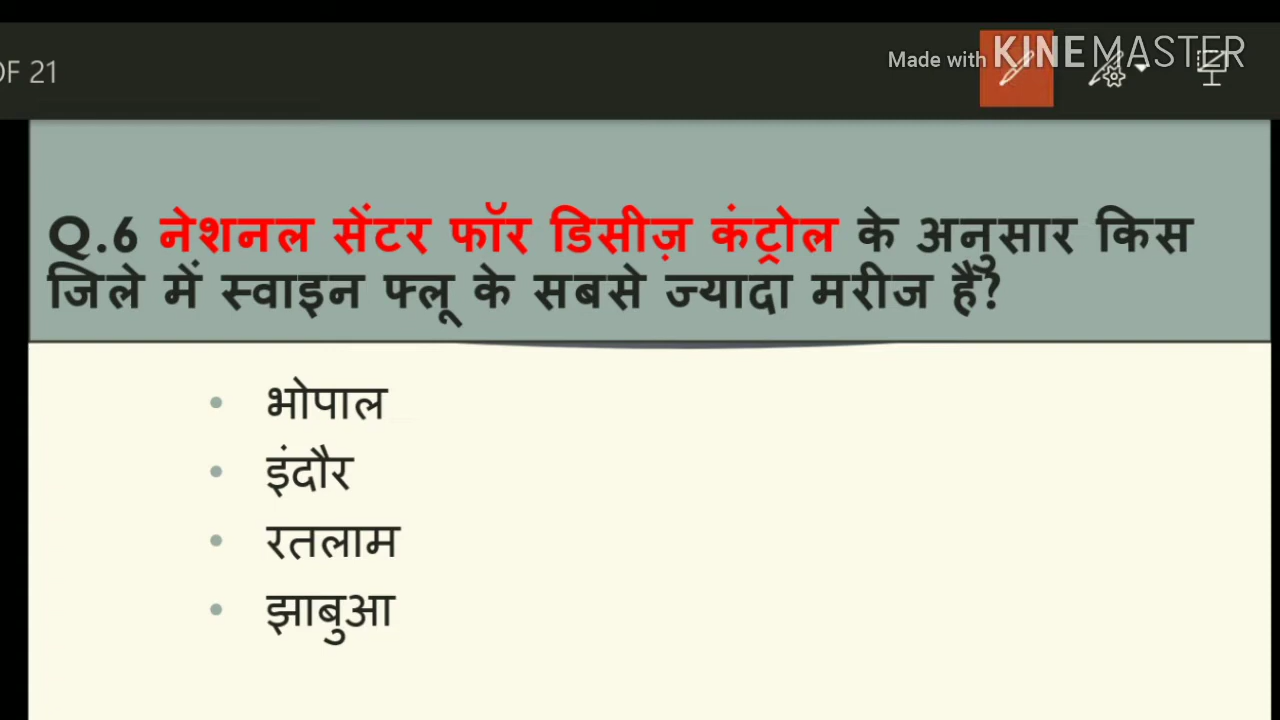 OF 21
Made with KINEMASTER
Q.6 नेशनल सेंटर फॉर डिसीज़ कंट्रोल के अनुसार किस
जिले में स्वाइन फ्लू के सबसे ज्यादा मरीज हैं?
• भोपाल
• इंदौर
• रतलाम
• झाबुआ